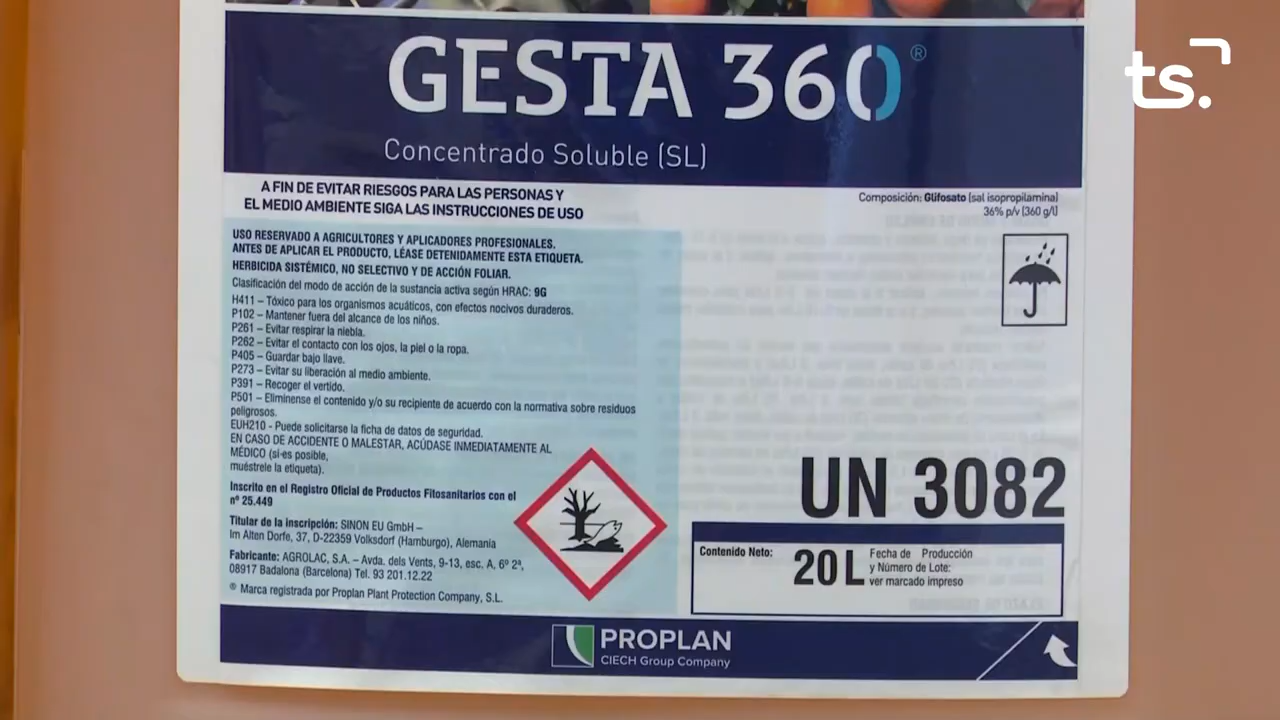 GESTA 360®
ts.
Concentrado Soluble (SL)
A FIN DE EVITAR RIESGOS PARA LAS PERSONAS Y
EL MEDIO AMBIENTE SIGA LAS INSTRUCCIONES DE USO
Composición: Glifosato (sal isopropilamina)
36% p/v (360 g/l)
USO RESERVADO A AGRICULTORES Y APLICADORES PROFESIONALES.
ANTES DE APLICAR EL PRODUCTO, LÉASE DETENIDAMENTE ESTA ETIQUETA.
HERBICIDA SISTÉMICO, NO SELECTIVO Y DE ACCIÓN FOLIAR.
Clasificación del modo de acción de la sustancia activa según HRAC: 9G
H411 – Tóxico para los organismos acuáticos, con efectos nocivos duraderos.
P102 – Mantener fuera del alcance de los niños.
P261 – Evitar respirar la niebla.
P262 – Evitar el contacto con los ojos, la piel o la ropa.
P405 – Guardar bajo llave.
P273 – Evitar su liberación al medio ambiente.
P391 – Recoger el vertido.
P501 – Elimínense el contenido y/o su recipiente de acuerdo con la normativa sobre residuos
peligrosos.
EUH210 - Puede solicitarse la ficha de datos de seguridad.
EN CASO DE ACCIDENTE O MALESTAR, ACÚDASE INMEDIATAMENTE AL
MÉDICO (si es posible,
muéstrele la etiqueta).
Inscrito en el Registro Oficial de Productos Fitosanitarios con el
nº 25.449
Titular de la inscripción: SINON EU GmbH –
Im Alten Dorfe, 37, D-22359 Volksdorf (Hamburgo), Alemania
Fabricante: AGROLAC, S.A. – Avda. dels Vents, 9-13, esc. A, 6º 2ª,
08917 Badalona (Barcelona) Tel. 93 201.12.22
® Marca registrada por Proplan Plant Protection Company, S.L.
UN 3082
Contenido Neto: 20 L
Fecha de Producción
y Número de Lote:
ver marcado impreso
PROPLAN
CIECH Group Company